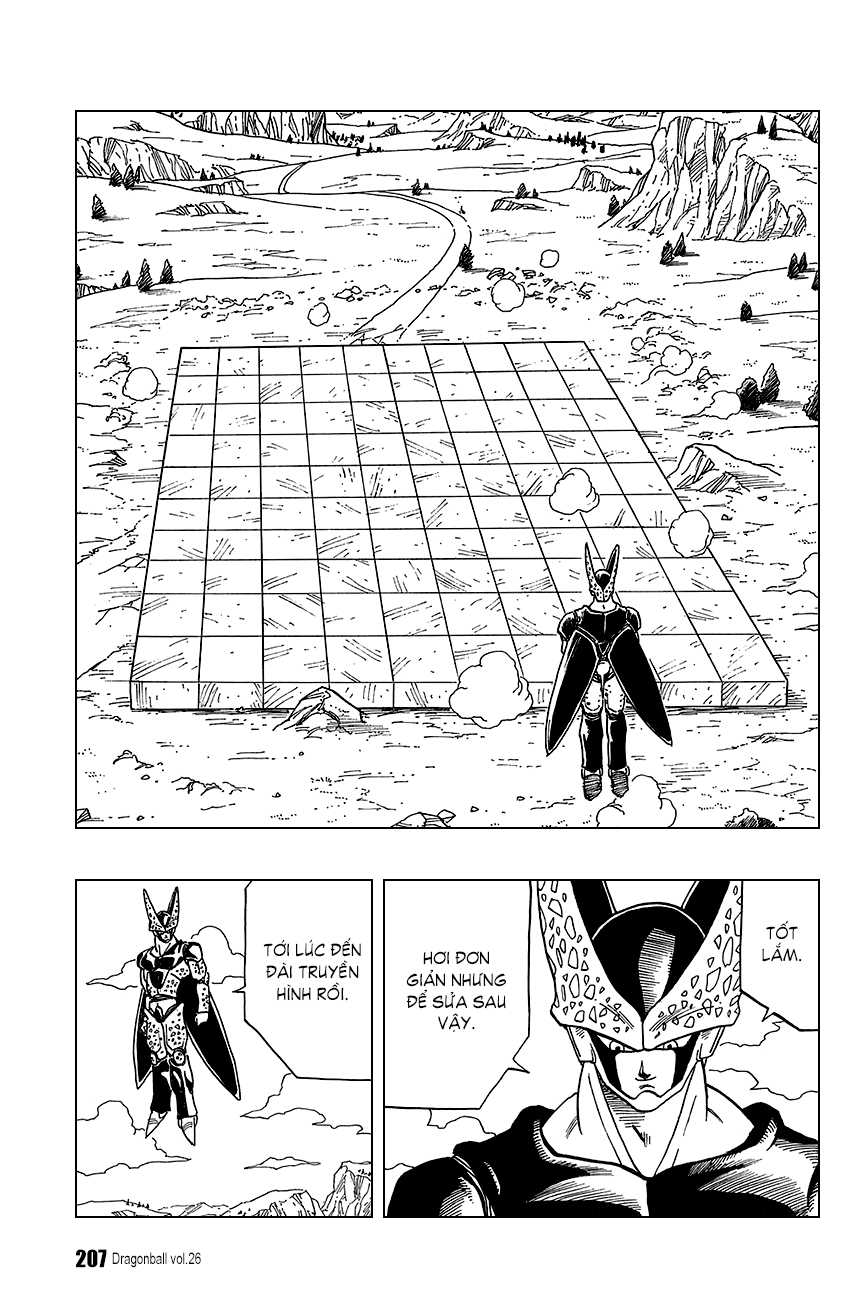 TỐT
LẮM.
HƠI ĐƠN
GIẢN NHƯNG
ĐỂ SỬA SAU
VẬY.
TỚI LÚC ĐẾN
ĐÀI TRUYỀN
HÌNH RỒI.
207 Dragonball vol.26